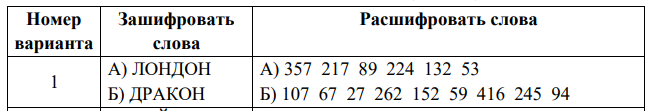 Номер варианта
Зашифровать слова
Расшифровать слова
1
А) ЛОНДОН
Б) ДРАКОН
А) 357 217 89 224 132 53
Б) 107 67 27 262 152 59 416 245 94